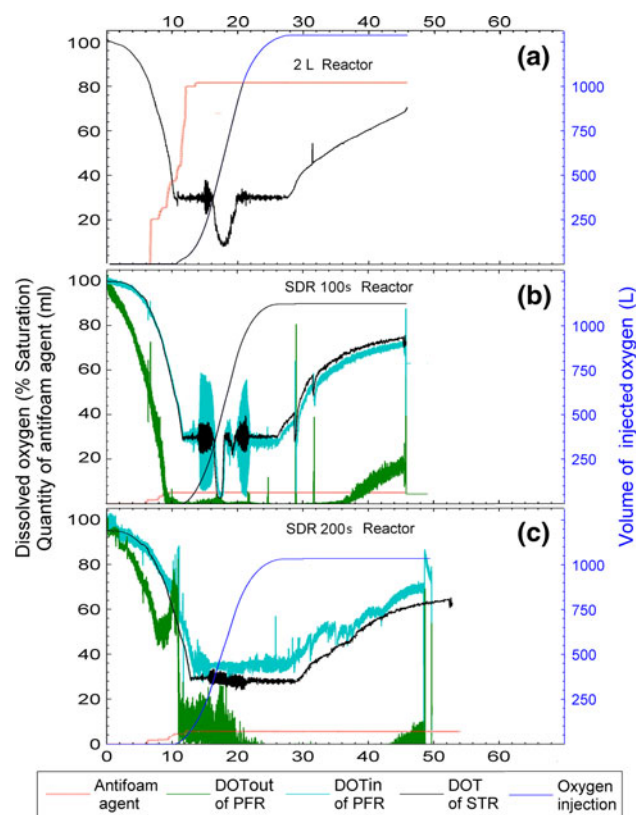 0 10 20 30 40 50 60
2 L Reactor
(a)
100
80
60
40
20
1000
750
500
250
SDR 100s Reactor
(b)
100
80
60
40
20
1000
750
500
250
SDR 200s Reactor
(c)
100
80
60
40
20
0
1000
750
500
250
0
0 10 20 30 40 50 60
Dissolved oxygen (% Saturation)
Quantity of antifoam agent (ml)
Volume of injected oxygen (L)
Antifoam agent
DOTout of PFR
DOTin of PFR
DOT of STR
Oxygen injection